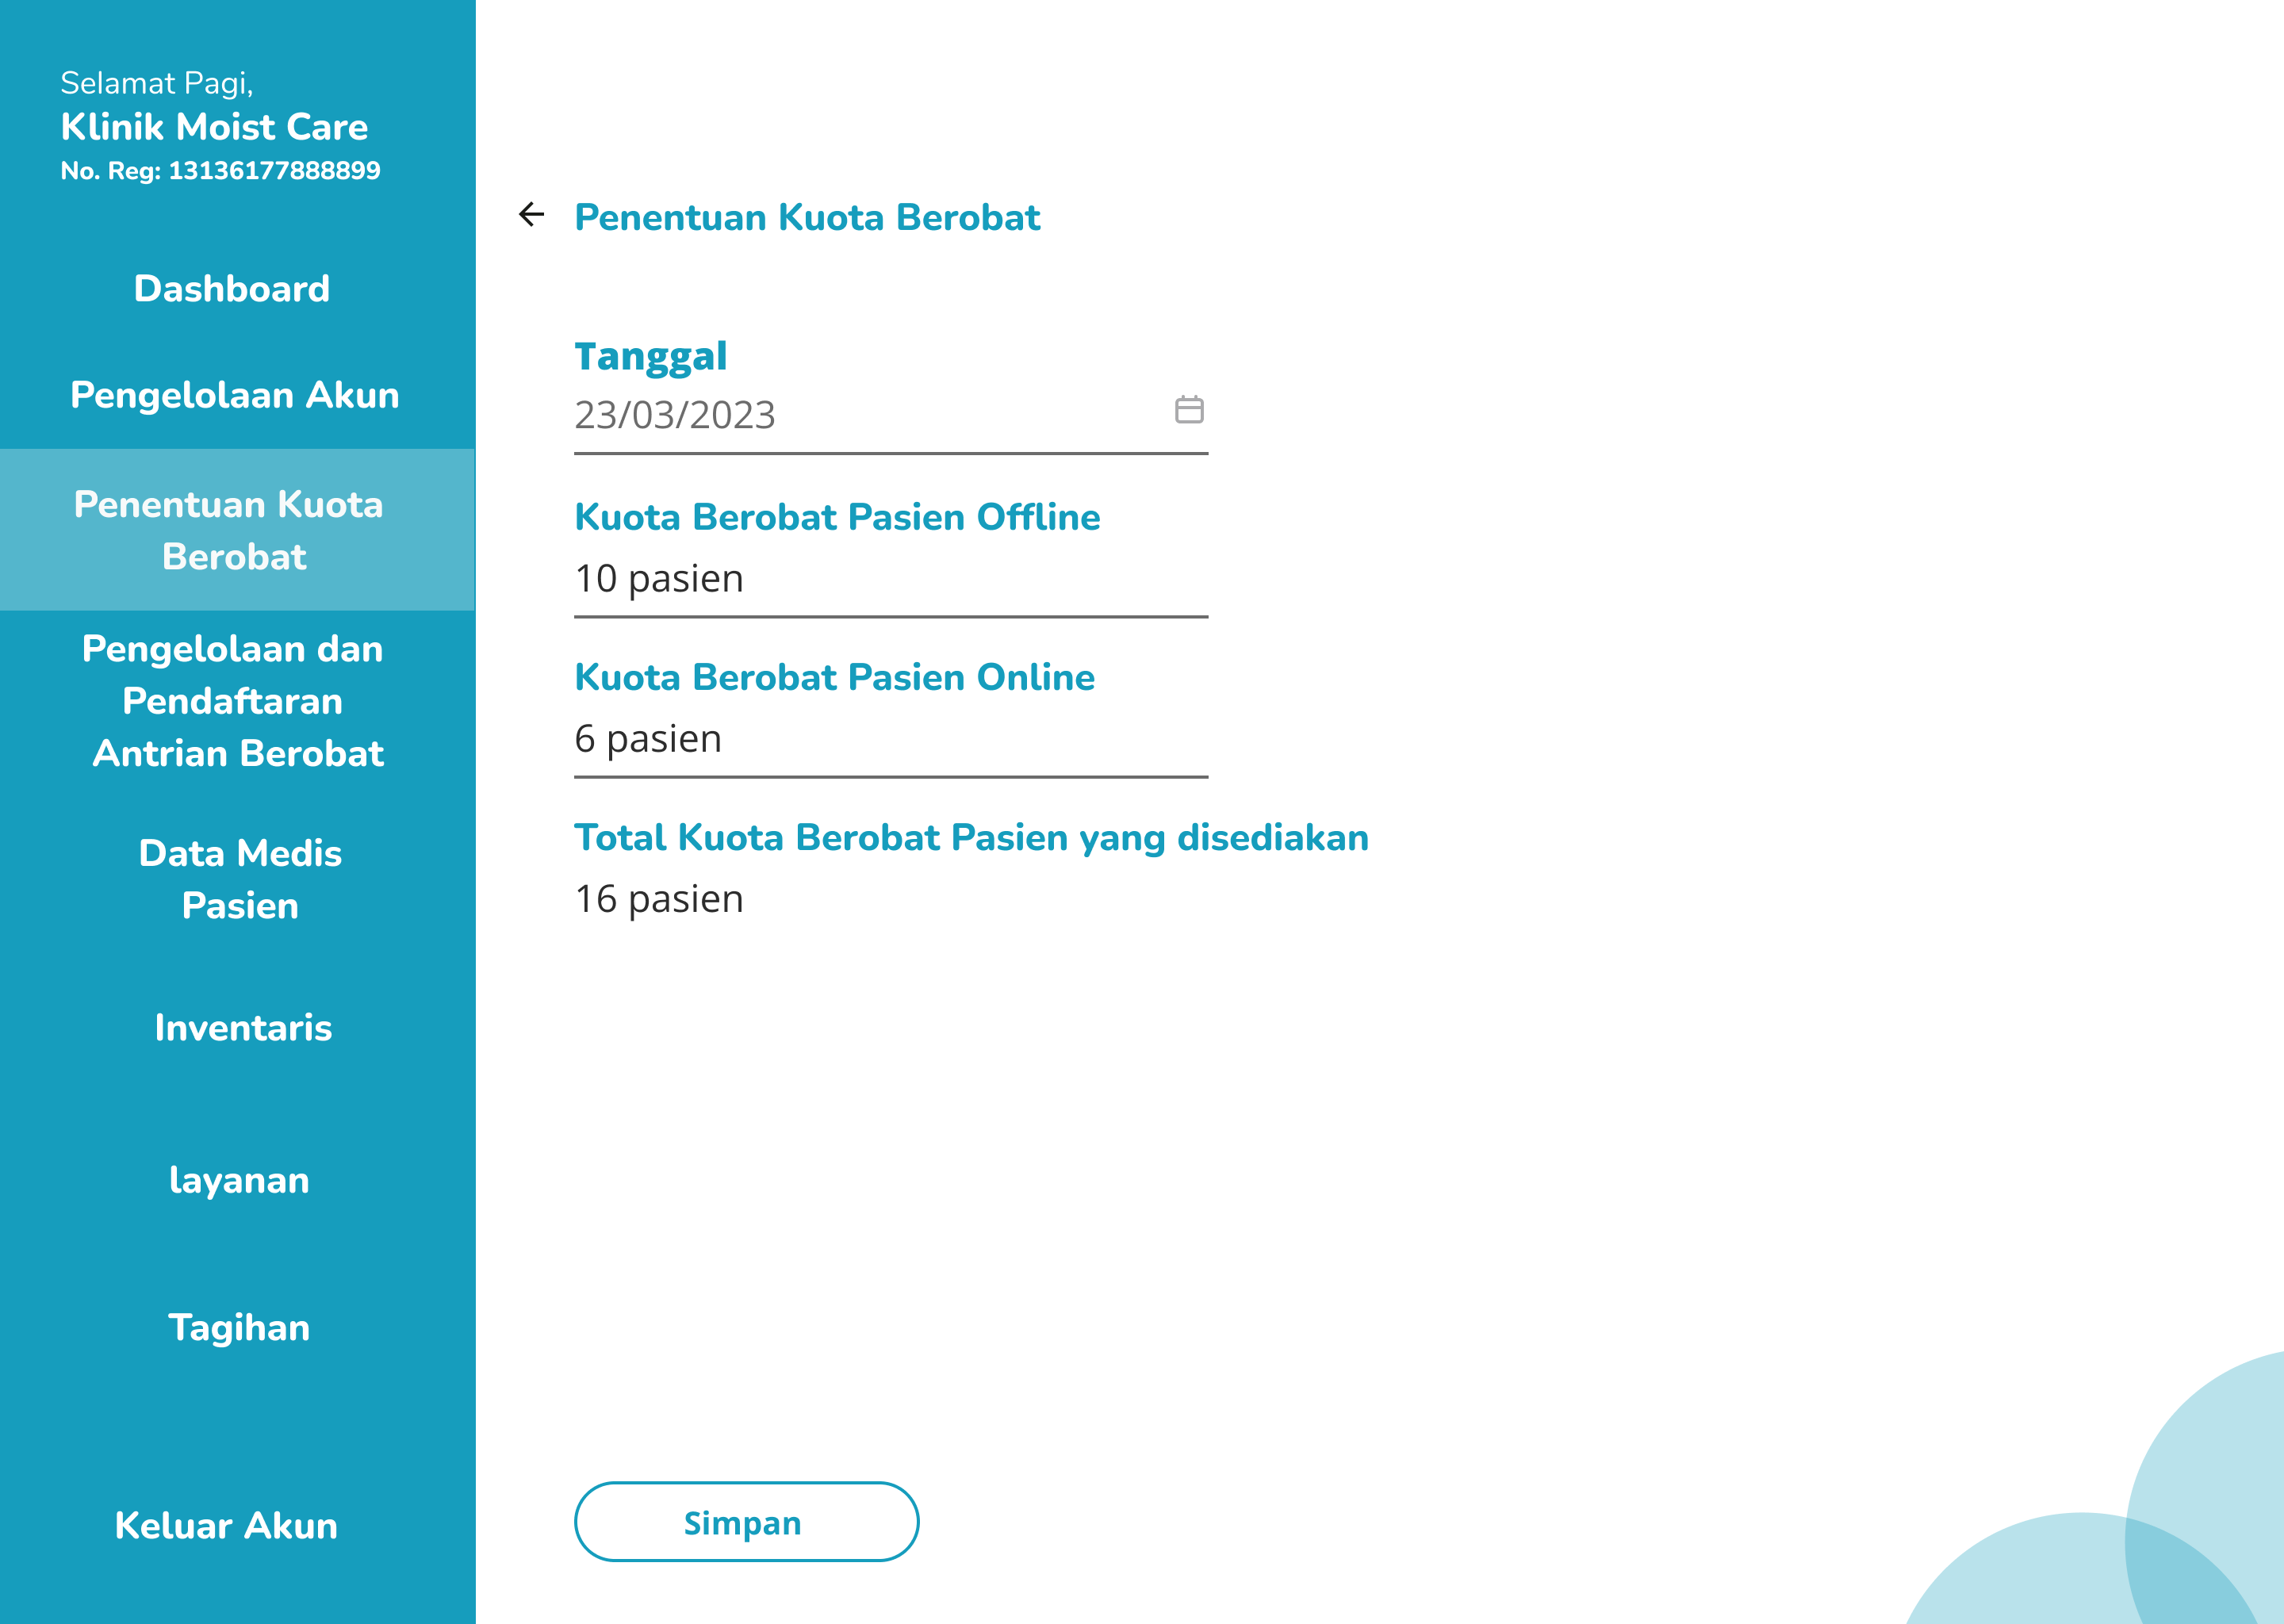 Selamat Pagi,
Klinik Moist Care
No. Reg: 13136177888899
Dashboard
Pengelolaan Akun
Penentuan Kuota
Berobat
Pengelolaan dan
Pendaftaran
Antrian Berobat
Data Medis
Pasien
Inventaris
layanan
Tagihan
Keluar Akun
Penentuan Kuota Berobat
Tanggal
23/03/2023
Kuota Berobat Pasien Offline
10 pasien
Kuota Berobat Pasien Online
6 pasien
Total Kuota Berobat Pasien yang disediakan
16 pasien
Simpan